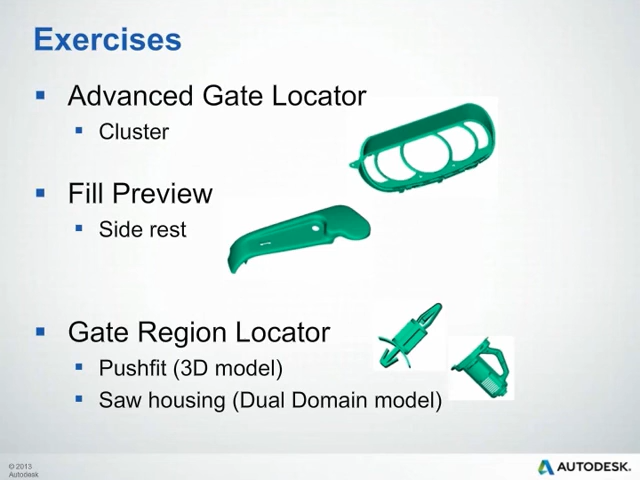 Exercises
▪ Advanced Gate Locator
▪ Cluster
▪ Fill Preview
▪ Side rest
▪ Gate Region Locator
▪ Pushfit (3D model)
▪ Saw housing (Dual Domain model)
© 2013
Autodesk
AUTODESK.